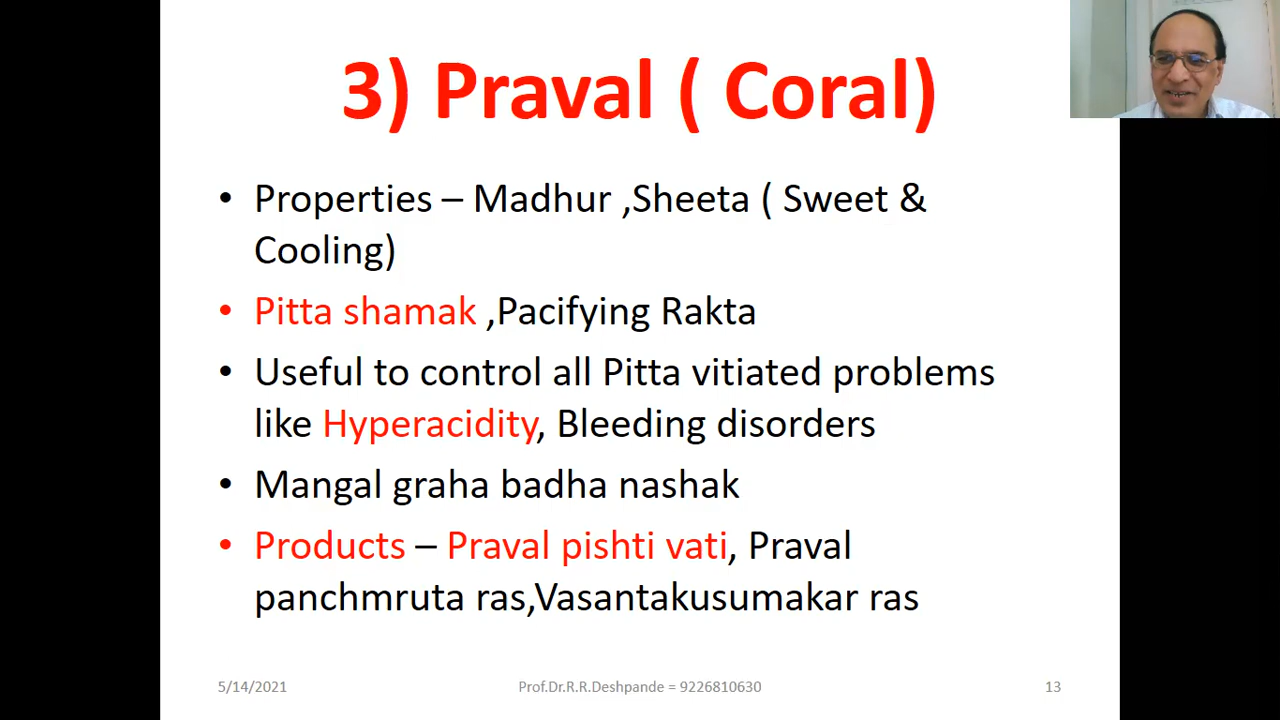 3) Praval ( Coral)
• Properties – Madhur ,Sheeta ( Sweet &
Cooling)
• Pitta shamak ,Pacifying Rakta
• Useful to control all Pitta vitiated problems
like Hyperacidity, Bleeding disorders
• Mangal graha badha nashak
• Products – Praval pishti vati, Praval
panchmruta ras,Vasantakusumakar ras
5/14/2021
Prof.Dr.R.R.Deshpande = 9226810630
13